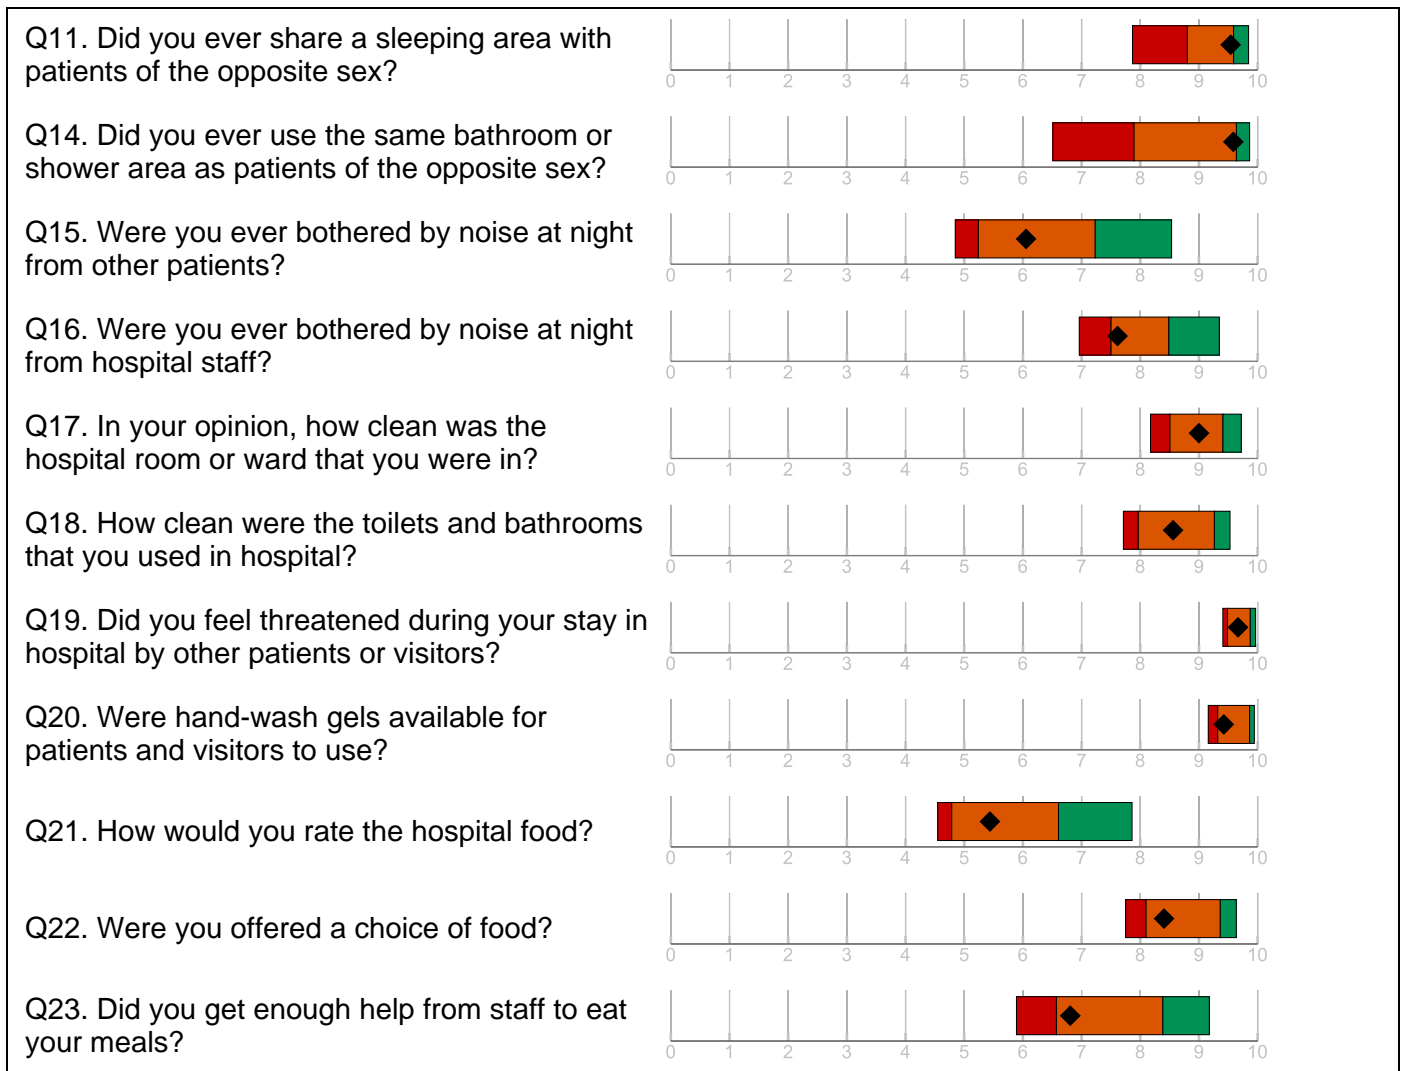 Q11. Did you ever share a sleeping area with
patients of the opposite sex?
0 1 2 3 4 5 6 7 8 9 10
Q14. Did you ever use the same bathroom or
shower area as patients of the opposite sex?
0 1 2 3 4 5 6 7 8 9 10
Q15. Were you ever bothered by noise at night
from other patients?
0 1 2 3 4 5 6 7 8 9 10
Q16. Were you ever bothered by noise at night
from hospital staff?
0 1 2 3 4 5 6 7 8 9 10
Q17. In your opinion, how clean was the
hospital room or ward that you were in?
0 1 2 3 4 5 6 7 8 9 10
Q18. How clean were the toilets and bathrooms
that you used in hospital?
0 1 2 3 4 5 6 7 8 9 10
Q19. Did you feel threatened during your stay in
hospital by other patients or visitors?
0 1 2 3 4 5 6 7 8 9 10
Q20. Were hand-wash gels available for
patients and visitors to use?
0 1 2 3 4 5 6 7 8 9 10
Q21. How would you rate the hospital food?
0 1 2 3 4 5 6 7 8 9 10
Q22. Were you offered a choice of food?
0 1 2 3 4 5 6 7 8 9 10
Q23. Did you get enough help from staff to eat
your meals?
0 1 2 3 4 5 6 7 8 9 10